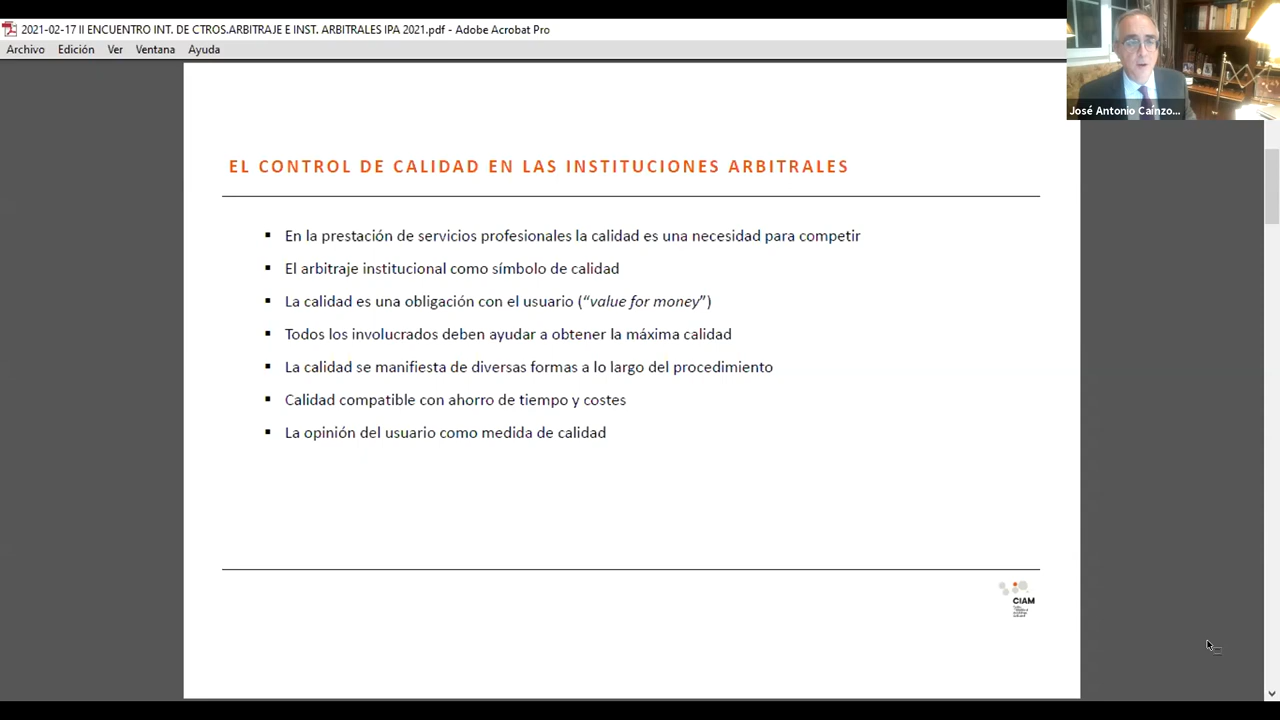 2021-02-17 II ENCUENTRO INT. DE CTROS.ARBITRAJE E INST. ARBITRALES IPA 2021.pdf - Adobe Acrobat Pro
Archivo Edición Ver Ventana Ayuda
José Antonio Caínzo...
EL CONTROL DE CALIDAD EN LAS INSTITUCIONES ARBITRALES
▪ En la prestación de servicios profesionales la calidad es una necesidad para competir
▪ El arbitraje institucional como símbolo de calidad
▪ La calidad es una obligación con el usuario (“value for money”)
▪ Todos los involucrados deben ayudar a obtener la máxima calidad
▪ La calidad se manifiesta de diversas formas a lo largo del procedimiento
▪ Calidad compatible con ahorro de tiempo y costes
▪ La opinión del usuario como medida de calidad
CIAM